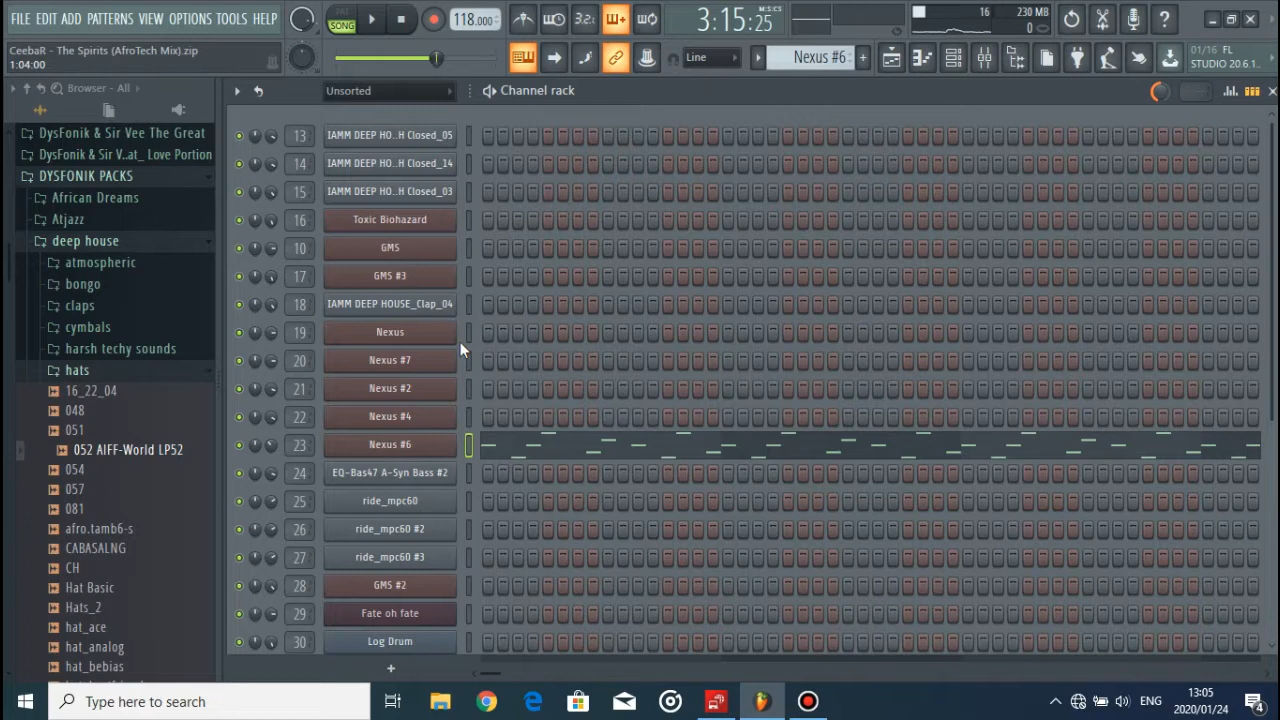 FILE EDIT ADD PATTERNS VIEW OPTIONS TOOLS HELP
PAT
SONG
118.000
3.2
3:15:25
M:S:CS
16
230 MB
0
CeebaR - The Spirits (AfroTech Mix).zip
1:04:00
Line
Nexus #6
+
01/16 FL
STUDIO 20.6.1..
Browser - All
Unsorted
Channel rack
DysFonik & Sir Vee The Great
DysFonik & Sir V..at_ Love Portion
DYSFONIK PACKS
African Dreams
Atjazz
deep house
atmospheric
bongo
claps
cymbals
harsh techy sounds
hats
16_22_04
048
051
052 AIFF-World LP52
054
057
081
afro.tamb6-s
CABASALNG
CH
Hat Basic
Hats_2
hat_ace
hat_analog
hat_bebias
13 IAMM DEEP HO..H Closed_05
14 IAMM DEEP HO..H Closed_14
15 IAMM DEEP HO..H Closed_03
16 Toxic Biohazard
10 GMS
17 GMS #3
18 IAMM DEEP HOUSE_Clap_04
19 Nexus
20 Nexus #7
21 Nexus #2
22 Nexus #4
23 Nexus #6
24 EQ-Bas47 A-Syn Bass #2
25 ride_mpc60
26 ride_mpc60 #2
27 ride_mpc60 #3
28 GMS #2
29 Fate oh fate
30 Log Drum
+
Type here to search
ENG
13:05
2020/01/24
4